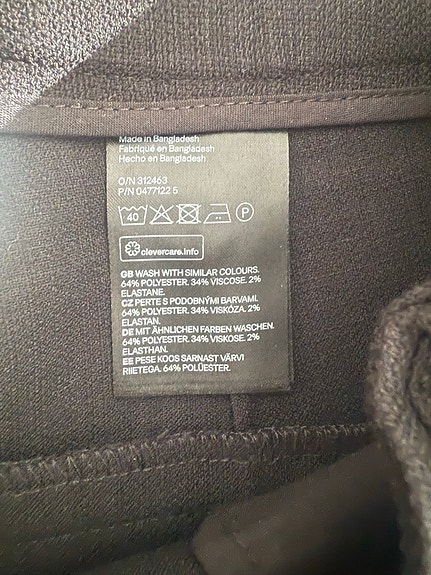 Made in Bangladesh
Fabriqué en Bangladesh
Hecho en Bangladesh
O/N 312463
P/N 0477122 5
40
P
clevercare.info
GB WASH WITH SIMILAR COLOURS.
64% POLYESTER. 34% VISCOSE. 2%
ELASTANE.
CZ PERTE S PODOBNÝMI BARVAMI.
64% POLYESTER. 34% VISKÓZA. 2%
ELASTAN.
DE MIT ÄHNLICHEN FARBEN WASCHEN.
64% POLYESTER. 34% VISKOSE. 2%
ELASTHAN.
EE PESE KOOS SARNAST VÄRVI
RIIETEGA. 64% POLÜESTER.